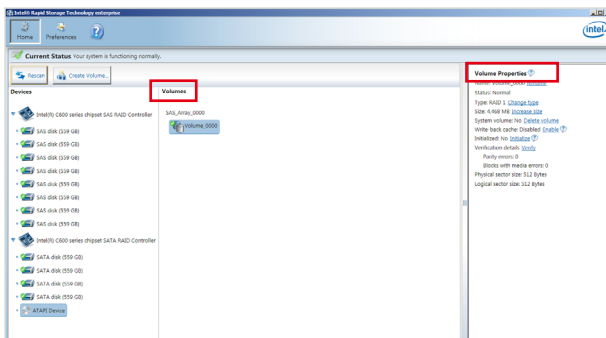 Intel® Rapid Storage Technology enterprise
Home
Preferences
intel
Current Status Your system is functioning normally.
Rescan
Create Volume...
Devices
Volumes
Volume Properties
Intel(R) C600 series chipset SAS RAID Controller
SAS disk (559 GB)
SAS disk (559 GB)
SAS disk (559 GB)
SAS disk (559 GB)
SAS disk (559 GB)
SAS disk (559 GB)
SAS disk (559 GB)
SAS disk (559 GB)
Intel(R) C600 series chipset SATA RAID Controller
SATA disk (559 GB)
SATA disk (559 GB)
SATA disk (559 GB)
SATA disk (559 GB)
ATAPI Device
SAS_Array_0000
Volume_0000
Name: Volume_0000 Rename
Status: Normal
Type: RAID 1 Change type
Size: 4,468 MB Increase size
System volume: No Delete volume
Write-back cache: Disabled Enable
Initialized: No Initialize
Verification details Verify
Parity errors: 0
Blocks with media errors: 0
Physical sector size: 512 Bytes
Logical sector size: 512 Bytes